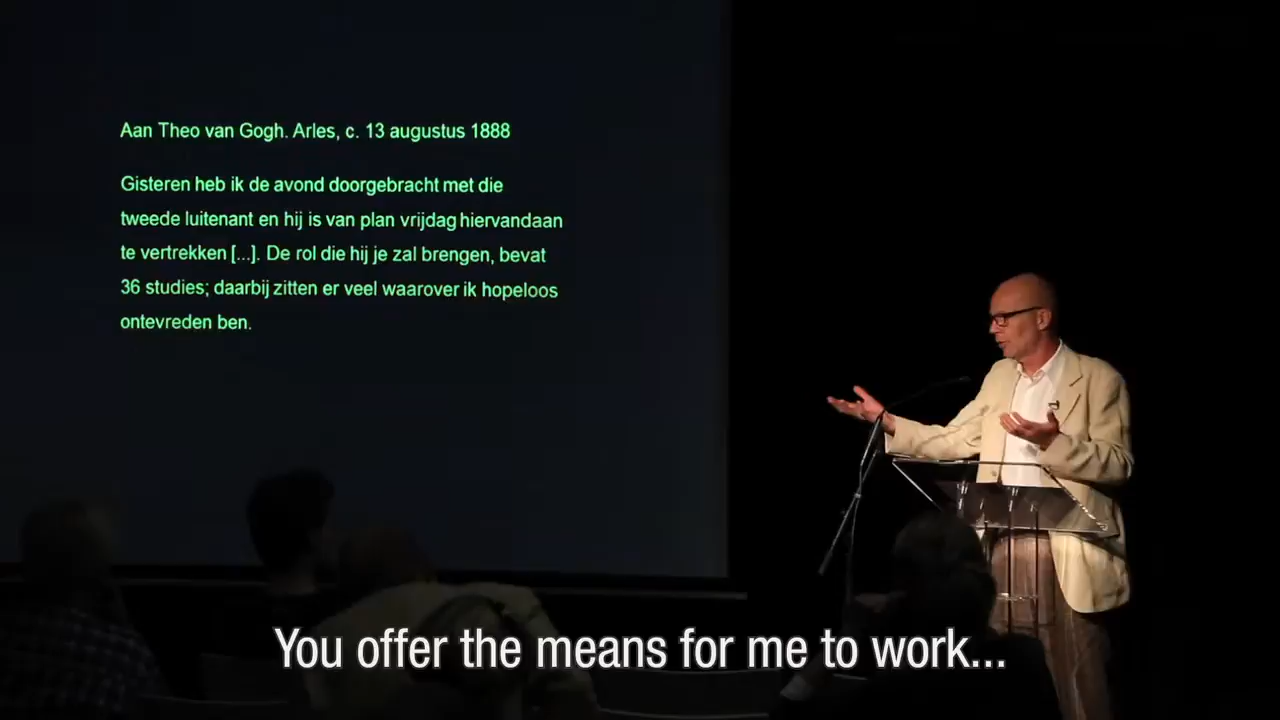 Aan Theo van Gogh. Arles, c. 13 augustus 1888
Gisteren heb ik de avond doorgebracht met die
tweede luitenant en hij is van plan vrijdag hiervandaan
te vertrekken [...]. De rol die hij je zal brengen, bevat
36 studies; daarbij zitten er veel waarover ik hopeloos
ontevreden ben.
You offer the means for me to work...